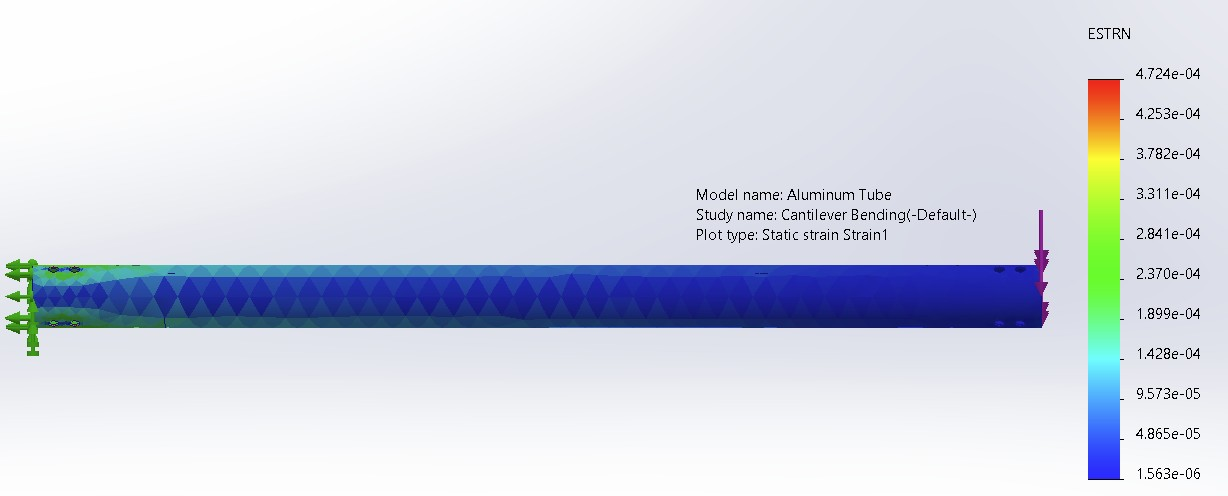 ESTRN
4.724e-04
4.253e-04
3.782e-04
3.311e-04
2.841e-04
2.370e-04
1.899e-04
1.428e-04
9.573e-05
4.865e-05
1.563e-06
Model name: Aluminum Tube
Study name: Cantilever Bending(-Default-)
Plot type: Static strain Strain1